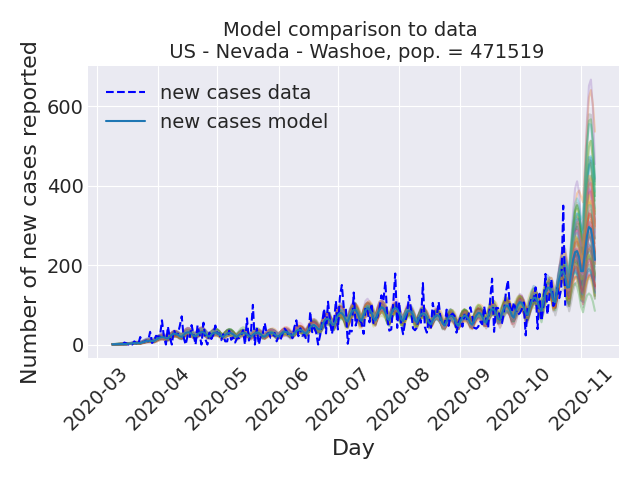 Model comparison to data
US - Nevada - Washoe, pop. = 471519
Number of new cases reported
600
400
200
0
new cases data
new cases model
2020-03
2020-04
2020-05
2020-06
2020-07
2020-08
2020-09
2020-10
2020-11
Day